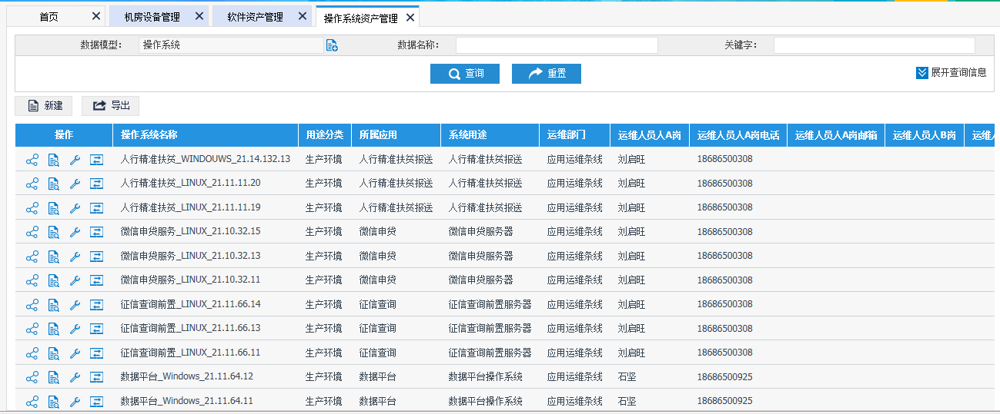 首页 机房设备管理 软件资产管理 操作系统资产管理
数据模型： 操作系统 数据名称： 关键字：
查询 重置 展开查询信息
新建 导出
操作 操作系统名称 用途分类 所属应用 系统用途 运维部门 运维人员人A岗 运维人员人A岗电话 运维人员人A岗邮箱 运维人员人B岗 运维人
人行精准扶贫_WINDOUWS_21.14.132.13 生产环境 人行精准扶贫报送 人行精准扶贫报送 应用运维条线 刘启旺 18686500308
人行精准扶贫_LINUX_21.11.11.20 生产环境 人行精准扶贫报送 人行精准扶贫报送 应用运维条线 刘启旺 18686500308
人行精准扶贫_LINUX_21.11.11.19 生产环境 人行精准扶贫报送 人行精准扶贫报送 应用运维条线 刘启旺 18686500308
微信申贷服务_LINUX_21.10.32.15 生产环境 微信申贷 微信申贷服务器 应用运维条线 刘启旺 18686500308
微信申贷服务_LINUX_21.10.32.13 生产环境 微信申贷 微信申贷服务器 应用运维条线 刘启旺 18686500308
微信申贷服务_LINUX_21.10.32.11 生产环境 微信申贷 微信申贷服务器 应用运维条线 刘启旺 18686500308
征信查询前置_LINUX_21.11.66.14 生产环境 征信查询 征信查询前置服务器 应用运维条线 刘启旺 18686500308
征信查询前置_LINUX_21.11.66.13 生产环境 征信查询 征信查询前置服务器 应用运维条线 刘启旺 18686500308
征信查询前置_LINUX_21.11.66.11 生产环境 征信查询 征信查询前置服务器 应用运维条线 刘启旺 18686500308
数据平台_Windows_21.11.64.12 生产环境 数据平台 数据平台操作系统 应用运维条线 石坚 18686500925
数据平台_Windows_21.11.64.11 生产环境 数据平台 数据平台操作系统 应用运维条线 石坚 18686500925